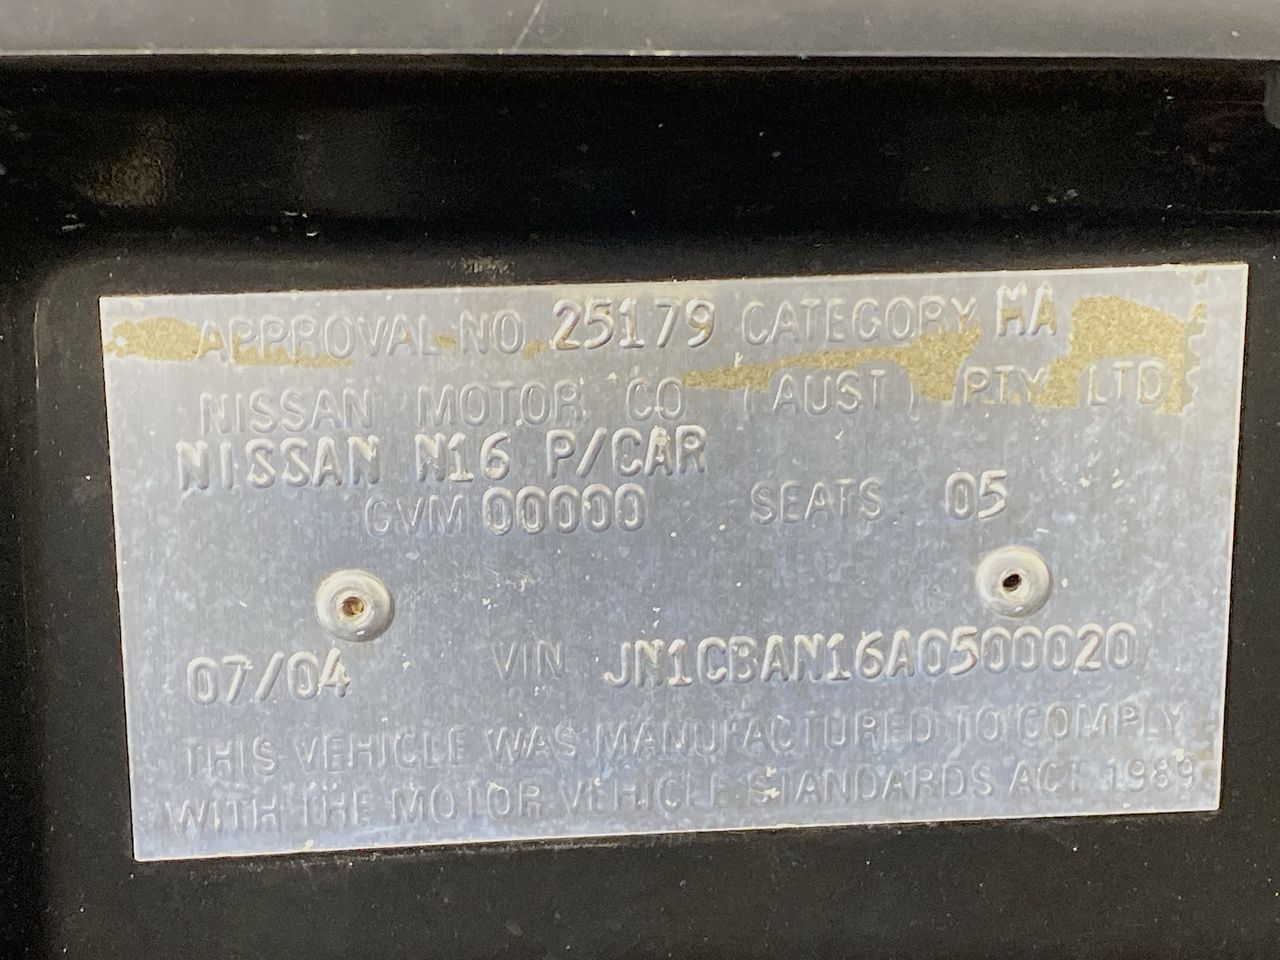 APPROVAL NO 25179 CATEGORY MA
NISSAN MOTOR CO (AUST) PTY LTD
NISSAN N16 P/CAR
GVM 00000 SEATS 05
07/04 VIN JN1CBAN16A0500020
THIS VEHICLE WAS MANUFACTURED TO COMPLY
WITH THE MOTOR VEHICLE STANDARDS ACT 1989